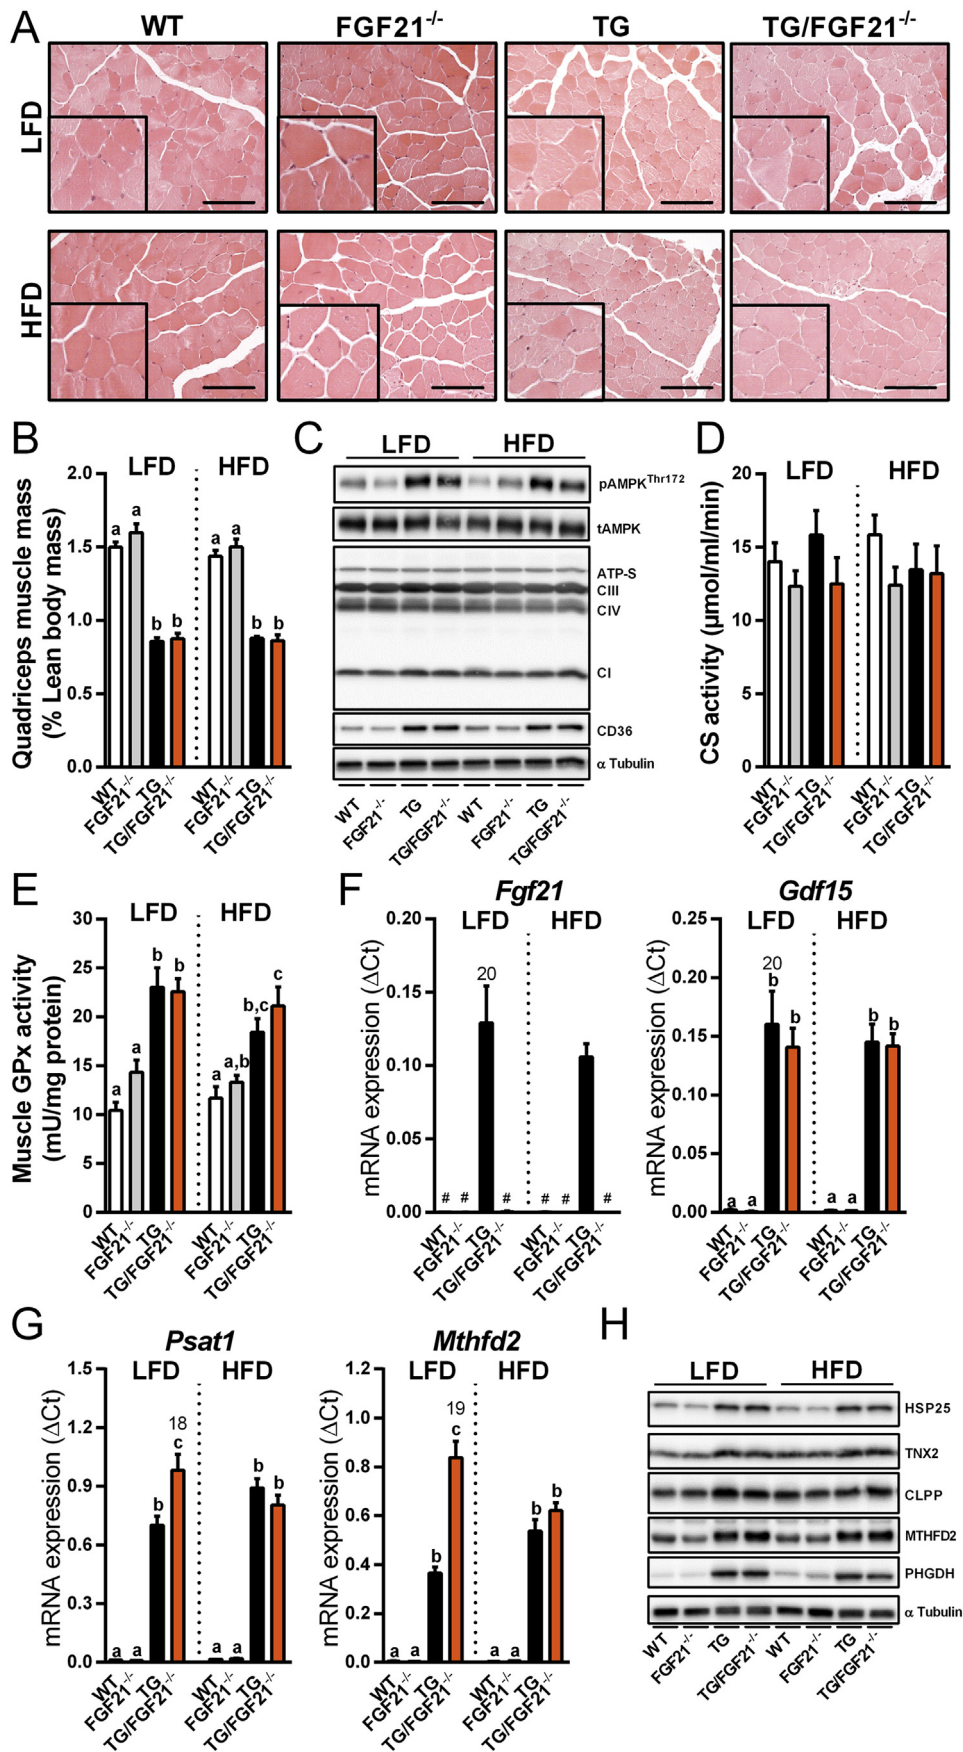 A
WT
FGF21-/-
TG
TG/FGF21-/-
LFD
HFD
B
LFD
HFD
Quadriceps muscle mass
(% Lean body mass)
2.0
1.5
1.0
0.5
0.0
a
a
b
b
a
a
b
b
WT
FGF21-/-
TG
TG/FGF21-/-
WT
FGF21-/-
TG
TG/FGF21-/-
C
LFD
HFD
pAMPKThr172
tAMPK
ATP-S
CIII
CIV
CI
CD36
α Tubulin
WT
FGF21-/-
TG
TG/FGF21-/-
WT
FGF21-/-
TG
TG/FGF21-/-
D
LFD
HFD
CS activity (µmol/ml/min)
20
15
10
5
0
WT
FGF21-/-
TG
TG/FGF21-/-
WT
FGF21-/-
TG
TG/FGF21-/-
E
LFD
HFD
Muscle GPx activity
(mU/mg protein)
30
25
20
15
10
5
0
a
a
b
b
a
a,b
b,c
c
WT
FGF21-/-
TG
TG/FGF21-/-
WT
FGF21-/-
TG
TG/FGF21-/-
F
Fgf21
LFD
HFD
mRNA expression (ΔCt)
0.20
0.15
0.10
0.05
0.00
#
#
20
#
#
#
#
WT
FGF21-/-
TG
TG/FGF21-/-
WT
FGF21-/-
TG
TG/FGF21-/-
Gdf15
LFD
HFD
mRNA expression (ΔCt)
0.25
0.20
0.15
0.10
0.05
0.00
a
a
20
b
b
a
a
b
b
WT
FGF21-/-
TG
TG/FGF21-/-
WT
FGF21-/-
TG
TG/FGF21-/-
G
Psat1
LFD
HFD
mRNA expression (ΔCt)
1.5
1.2
0.9
0.6
0.3
0.0
a
a
b
18
c
a
a
b
b
WT
FGF21-/-
TG
TG/FGF21-/-
WT
FGF21-/-
TG
TG/FGF21-/-
Mthfd2
LFD
HFD
mRNA expression (ΔCt)
1.2
1.0
0.8
0.6
0.4
0.2
0.0
a
a
b
19
c
a
a
b
b
WT
FGF21-/-
TG
TG/FGF21-/-
WT
FGF21-/-
TG
TG/FGF21-/-
H
LFD
HFD
HSP25
TNX2
CLPP
MTHFD2
PHGDH
α Tubulin
WT
FGF21-/-
TG
TG/FGF21-/-
WT
FGF21-/-
TG
TG/FGF21-/-